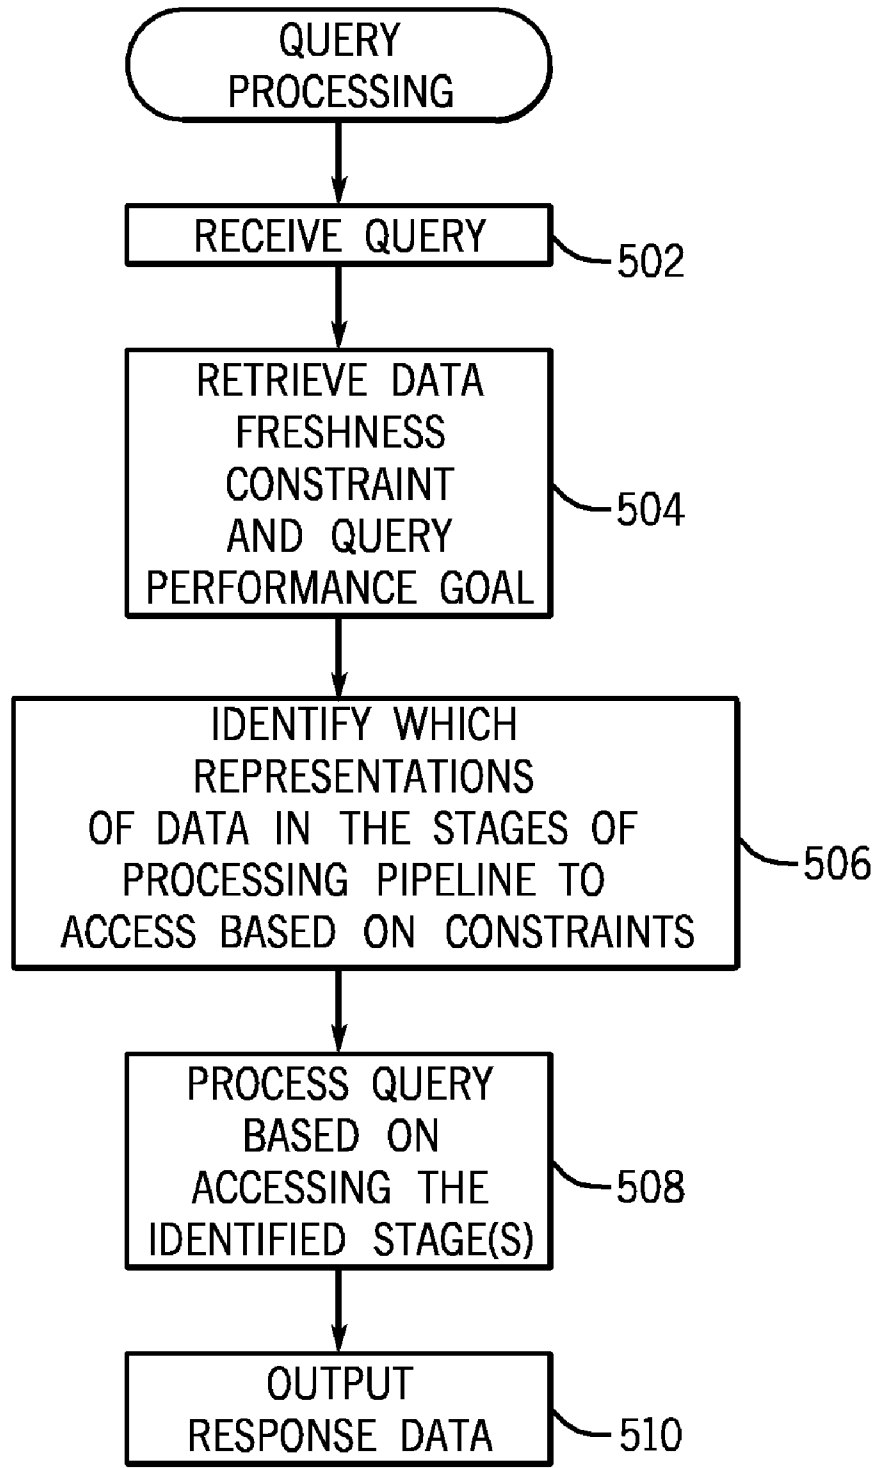 QUERY
PROCESSING
RECEIVE QUERY
502
RETRIEVE DATA
FRESHNESS
CONSTRAINT
AND QUERY
PERFORMANCE GOAL
504
IDENTIFY WHICH
REPRESENTATIONS
OF DATA IN THE STAGES OF
PROCESSING PIPELINE TO
ACCESS BASED ON CONSTRAINTS
506
PROCESS QUERY
BASED ON
ACCESSING THE
IDENTIFIED STAGE(S)
508
OUTPUT
RESPONSE DATA
510